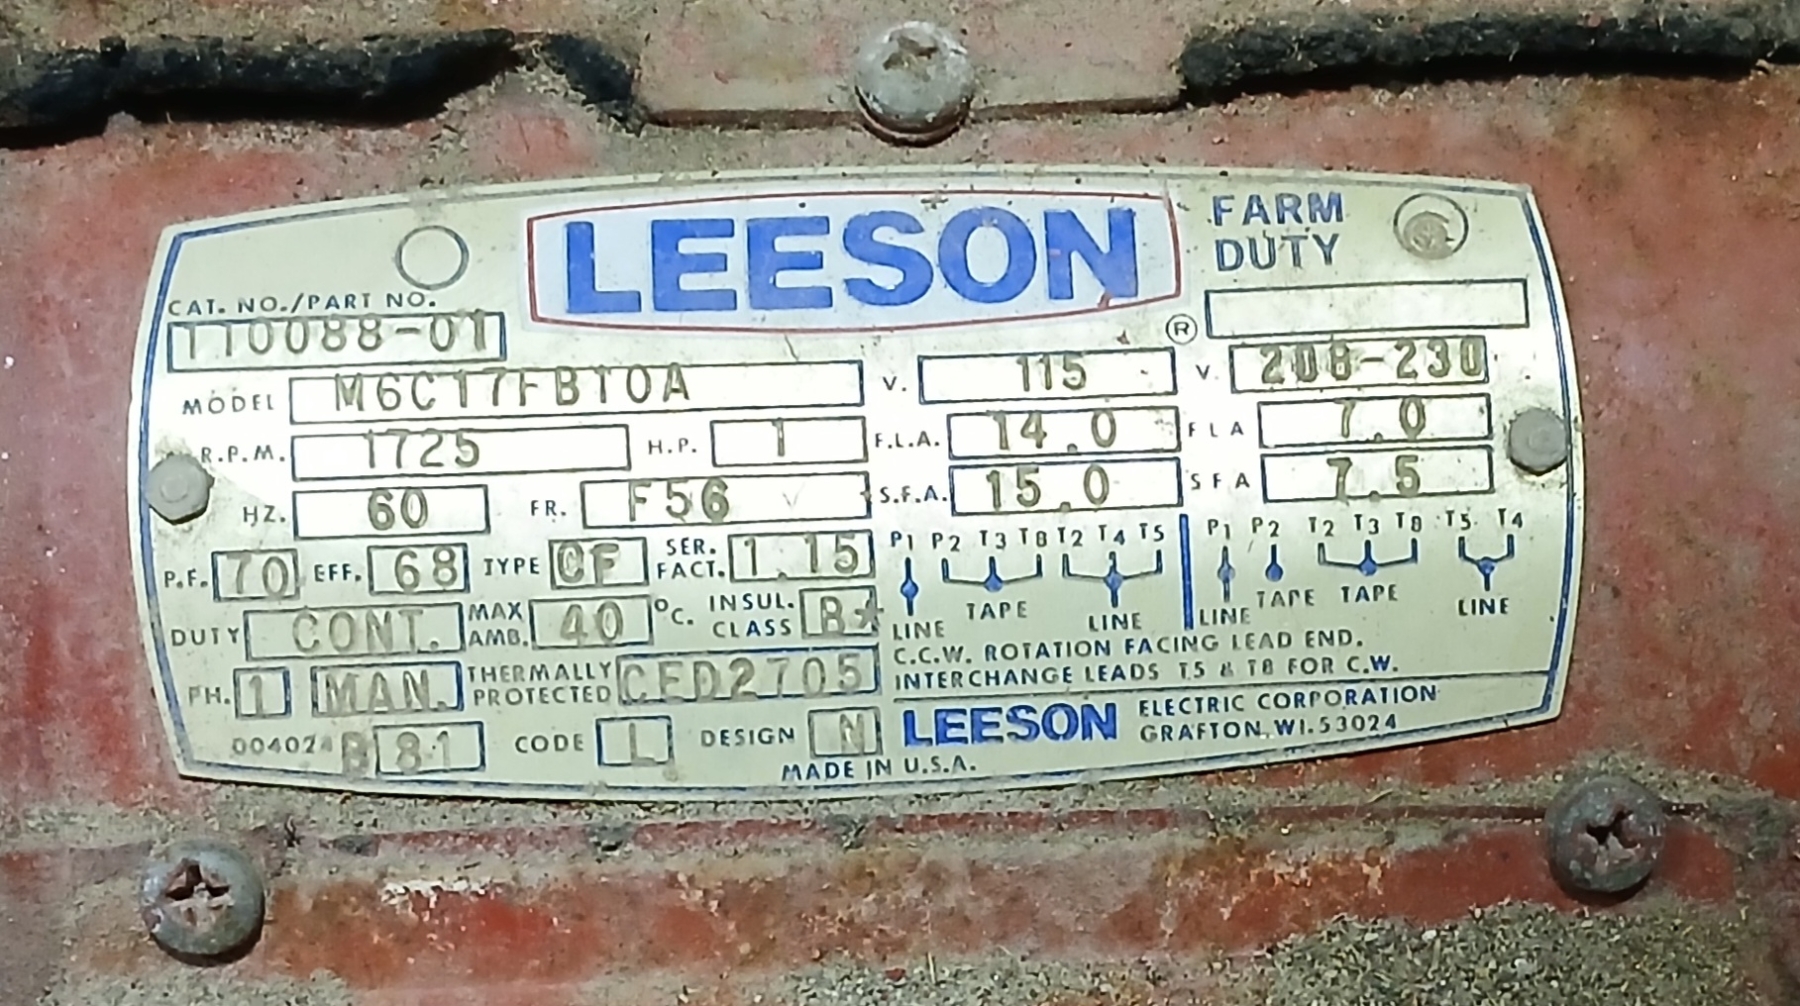 LEESON ®
FARM
DUTY
CAT. NO./PART NO.
110088-01
MODEL M6C17FB10A V. 115 V. 208-230
R.P.M. 1725 H.P. 1 F.L.A. 14.0 F L A 7.0
HZ. 60 FR. F56 S.F.A. 15.0 S F A 7.5
P.F. 70 EFF. 68 TYPE CF SER. FACT. 1.15
DUTY CONT. MAX AMB. 40 °C. INSUL. CLASS B*
PH. 1 MAN. THERMALLY PROTECTED CED2705
004024 B 81 CODE L DESIGN N
P1 P2 T3 T8 T2 T4 T5 P1 P2 T2 T3 T8 T5 T4
LINE TAPE LINE LINE TAPE TAPE LINE
C.C.W. ROTATION FACING LEAD END.
INTERCHANGE LEADS T5 & T8 FOR C.W.
LEESON ELECTRIC CORPORATION
GRAFTON, WI. 53024
MADE IN U.S.A.